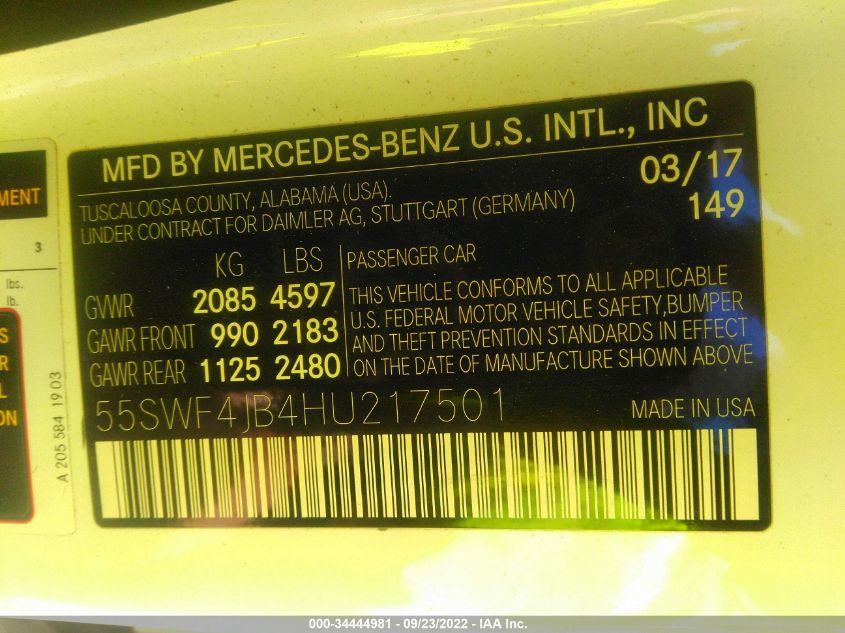 MFD BY MERCEDES-BENZ U.S. INTL., INC
TUSCALOOSA COUNTY, ALABAMA (USA).
03/17
UNDER CONTRACT FOR DAIMLER AG, STUTTGART (GERMANY)
149
KG LBS
GVWR 2085 4597
GAWR FRONT 990 2183
GAWR REAR 1125 2480
PASSENGER CAR
THIS VEHICLE CONFORMS TO ALL APPLICABLE
U.S. FEDERAL MOTOR VEHICLE SAFETY,BUMPER
AND THEFT PREVENTION STANDARDS IN EFFECT
ON THE DATE OF MANUFACTURE SHOWN ABOVE
55SWF4JB4HU217501
MADE IN USA
MENT
3
lbs.
lb.
S
R
L
ON
A 205 584 19 03
000-34444981 - 09/23/2022 - IAA Inc.